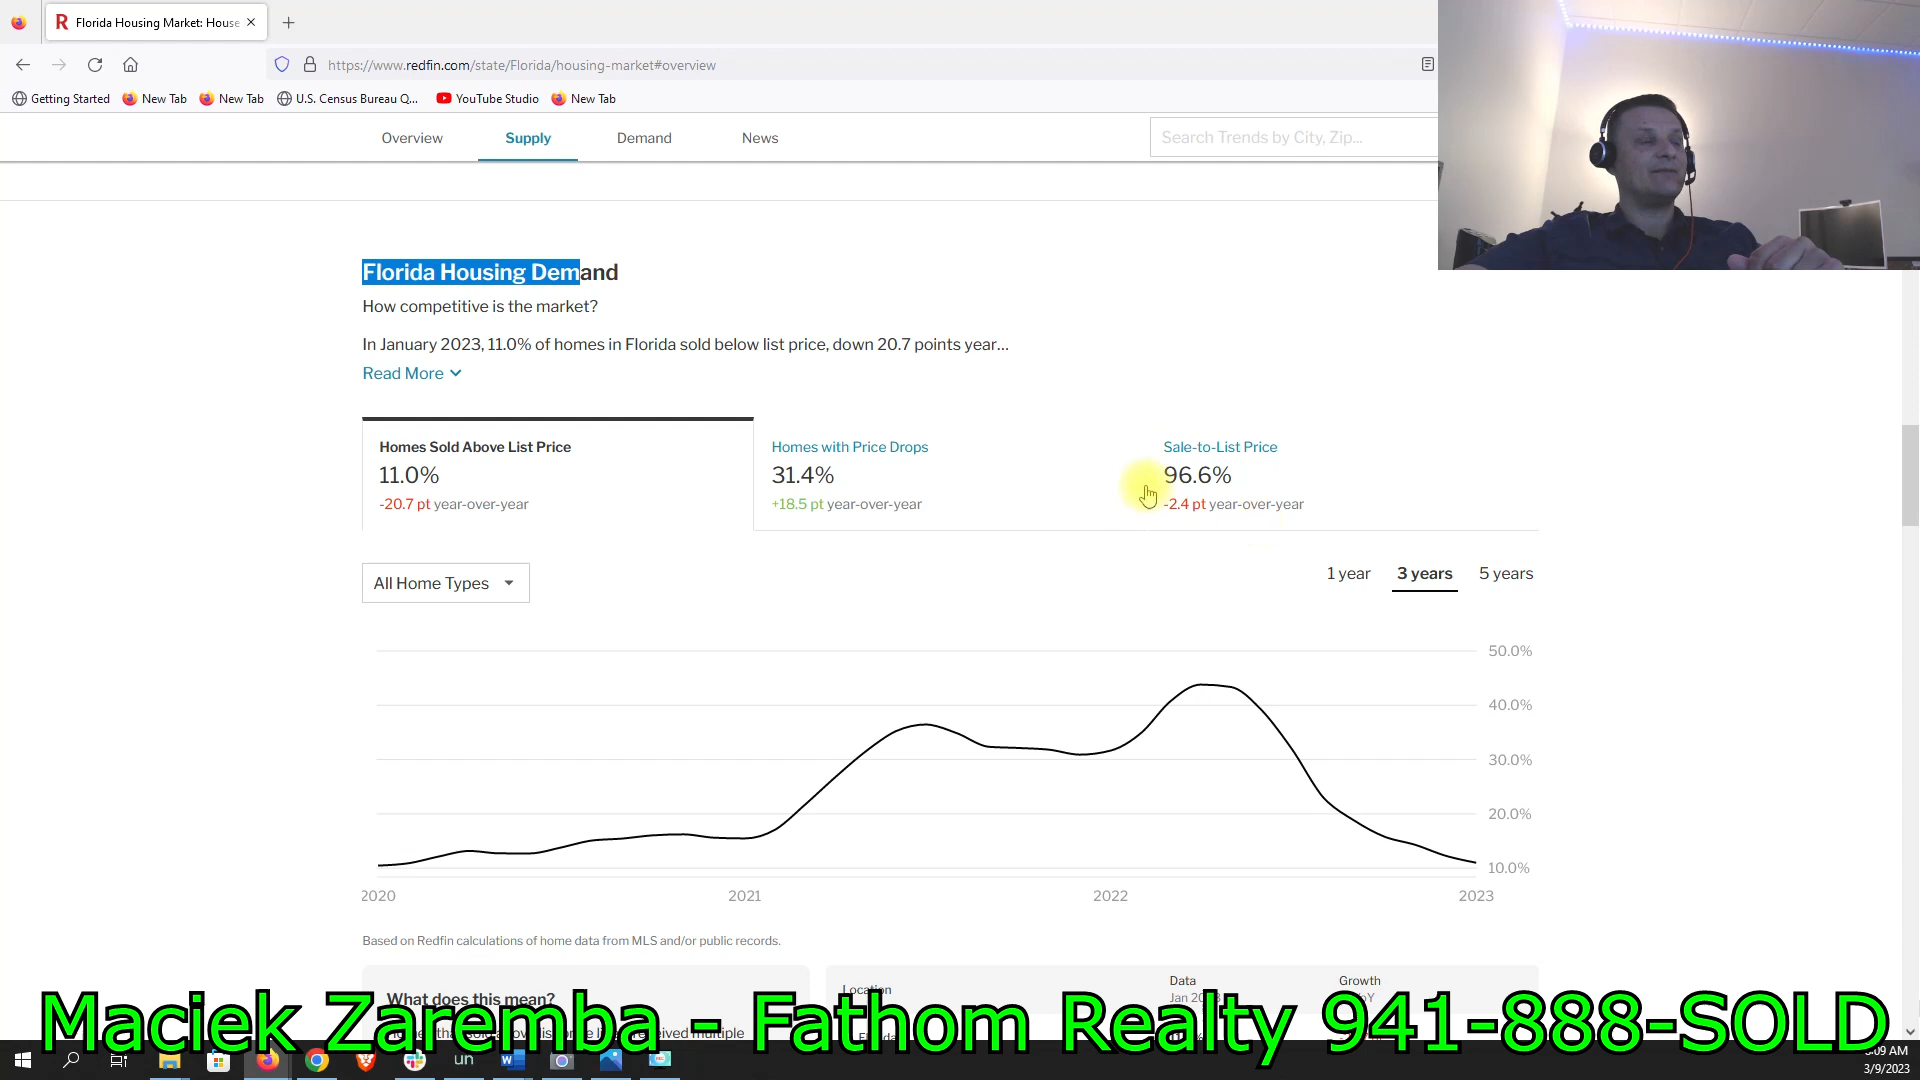 Florida Housing Market: House
https://www.redfin.com/state/Florida/housing-market#overview
Getting Started New Tab New Tab U.S. Census Bureau Q... YouTube Studio New Tab
Overview Supply Demand News
Search Trends by City, Zip...
Florida Housing Demand
How competitive is the market?
In January 2023, 11.0% of homes in Florida sold below list price, down 20.7 points year...
Read More
Homes Sold Above List Price
11.0%
-20.7 pt year-over-year
Homes with Price Drops
31.4%
+18.5 pt year-over-year
Sale-to-List Price
96.6%
-2.4 pt year-over-year
All Home Types
1 year 3 years 5 years
50.0%
40.0%
30.0%
20.0%
10.0%
2020 2021 2022 2023
Based on Redfin calculations of home data from MLS and/or public records.
What does this mean?
multiple
Location Data Growth
Jan
Maciek Zaremba - Fathom Realty 941-888-SOLD
uh
W
:09 AM
3/9/2023